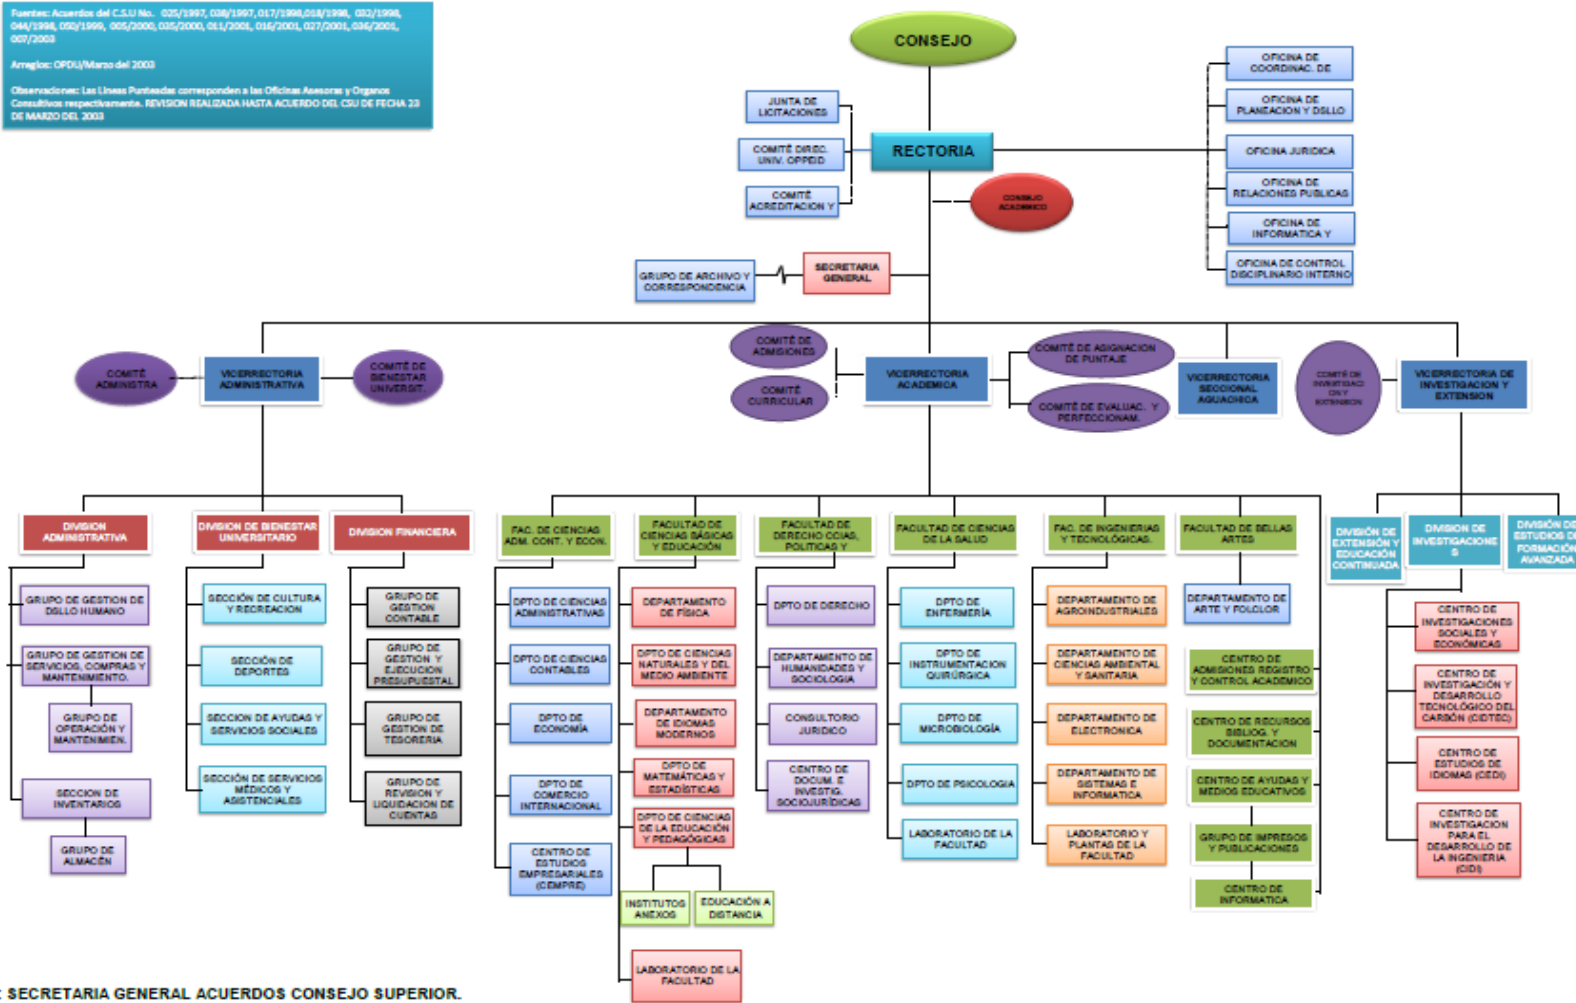 Fuentes: Acuerdos del C.S.U No. 025/1997, 038/1997, 017/1998,018/1998, 032/1998,
044/1998, 050/1999, 005/2000, 035/2000, 011/2001, 016/2001, 027/2001, 036/2001,
007/2003
Arreglos: OPDU/Marzo del 2003
Observaciones: Las Lineas Punteadas corresponden a las Oficinas Asesoras y Organos
Consultivos respectivamente. REVISION REALIZADA HASTA ACUERDO DEL CSU DE FECHA 23
DE MARZO DEL 2003
CONSEJO
JUNTA DE
LICITACIONES
COMITÉ DIREC.
UNIV. OPPEID
COMITÉ
ACREDITACION Y
RECTORIA
CONSEJO
ACADEMICO
OFICINA DE
COORDINAC. DE
OFICINA DE
PLANEACION Y DSLLO
OFICINA JURIDICA
OFICINA DE
RELACIONES PUBLICAS
OFICINA DE
INFORMATICA Y
OFICINA DE CONTROL
DISCIPLINARIO INTERNO
GRUPO DE ARCHIVO Y
CORRESPONDENCIA
SECRETARIA
GENERAL
COMITÉ
ADMINISTRA
VICERRECTORIA
ADMINISTRATIVA
COMITÉ DE
BIENESTAR
UNIVERSIT.
COMITÉ DE
ADMISIONES
COMITÉ
CURRICULAR
VICERRECTORIA
ACADEMICA
COMITÉ DE ASIGNACION
DE PUNTAJE
COMITÉ DE EVALUAC. Y
PERFECCIONAM.
VICERRECTORIA
SECCIONAL
AGUACHICA
COMITÉ DE
INVESTIGACI
ON Y
EXTENSION
VICERRECTORIA DE
INVESTIGACION Y
EXTENSION
DIVISION
ADMINISTRATIVA
DIVISION DE BIENESTAR
UNIVERSITARIO
DIVISION FINANCIERA
FAC. DE CIENCIAS
ADM. CONT. Y ECON.
FACULTAD DE
CIENCIAS BÁSICAS
Y EDUCACIÓN
FACULTAD DE
DERECHO CCIAS,
POLITICAS Y
FACULTAD DE CIENCIAS
DE LA SALUD
FAC. DE INGENIERIAS
Y TECNOLÓGICAS.
FACULTAD DE BELLAS
ARTES
DIVISIÓN DE
EXTENSIÓN Y
EDUCACIÓN
CONTINUADA
DIVISION DE
INVESTIGACIONE
S
DIVISIÓN DE
ESTUDIOS DE
FORMACIÓN
AVANZADA
GRUPO DE GESTION DE
DSLLO HUMANO
GRUPO DE GESTION DE
SERVICIOS, COMPRAS Y
MANTENIMIENTO.
GRUPO DE
OPERACIÓN Y
MANTENIMIEN.
SECCION DE
INVENTARIOS
GRUPO DE
ALMACÉN
SECCIÓN DE CULTURA
Y RECREACION
SECCIÓN DE
DEPORTES
SECCION DE AYUDAS Y
SERVICIOS SOCIALES
SECCIÓN DE SERVICIOS
MÉDICOS Y
ASISTENCIALES
GRUPO DE
GESTION
CONTABLE
GRUPO DE
GESTION Y
EJECUCION
PRESUPUESTAL
GRUPO DE
GESTION DE
TESORERIA
GRUPO DE
REVISION Y
LIQUIDACION DE
CUENTAS
DPTO DE CIENCIAS
ADMINISTRATIVAS
DPTO DE CIENCIAS
CONTABLES
DPTO DE
ECONOMÍA
DPTO DE
COMERCIO
INTERNACIONAL
CENTRO DE
ESTUDIOS
EMPRESARIALES
(CEMPRE)
DEPARTAMENTO
DE FÍSICA
DPTO DE CIENCIAS
NATURALES Y DEL
MEDIO AMBIENTE
DEPARTAMENTO
DE IDIOMAS
MODERNOS
DPTO DE
MATEMÁTICAS Y
ESTADÍSTICAS
DPTO DE CIENCIAS
DE LA EDUCACIÓN
Y PEDAGÓGICAS
INSTITUTOS
ANEXOS
EDUCACIÓN A
DISTANCIA
LABORATORIO DE LA
FACULTAD
DPTO DE DERECHO
DEPARTAMENTO DE
HUMANIDADES Y
SOCIOLOGIA
CONSULTORIO
JURIDICO
CENTRO DE
DOCUM. E
INVESTIG.
SOCIOJURÍDICAS
DPTO DE
ENFERMERÍA
DPTO DE
INSTRUMENTACION
QUIRÚRGICA
DPTO DE
MICROBIOLOGÍA
DPTO DE PSICOLOGIA
LABORATORIO DE LA
FACULTAD
DEPARTAMENTO DE
AGROINDUSTRIALES
DEPARTAMENTO DE
CIENCIAS AMBIENTAL
Y SANITARIA
DEPARTAMENTO DE
ELECTRONICA
DEPARTAMENTO DE
SISTEMAS E
INFORMATICA
LABORATORIO Y
PLANTAS DE LA
FACULTAD
DEPARTAMENTO DE
ARTE Y FOLCLOR
CENTRO DE
ADMISIONES REGISTRO
Y CONTROL ACADEMICO
CENTRO DE RECURSOS
BIBLIOG. Y
DOCUMENTACION
CENTRO DE AYUDAS Y
MEDIOS EDUCATIVOS
GRUPO DE IMPRESOS
Y PUBLICACIONES
CENTRO DE
INFORMATICA
CENTRO DE
INVESTIGACIONES
SOCIALES Y
ECONÓMICAS
CENTRO DE
INVESTIGACIÓN Y
DESARROLLO
TECNOLÓGICO DEL
CARBÓN (CIDTEC)
CENTRO DE
ESTUDIOS DE
IDIOMAS (CEDI)
CENTRO DE
INVESTIGACION
PARA EL
DESARROLLO DE
LA INGENIERIA
(CIDI)
: SECRETARIA GENERAL ACUERDOS CONSEJO SUPERIOR.